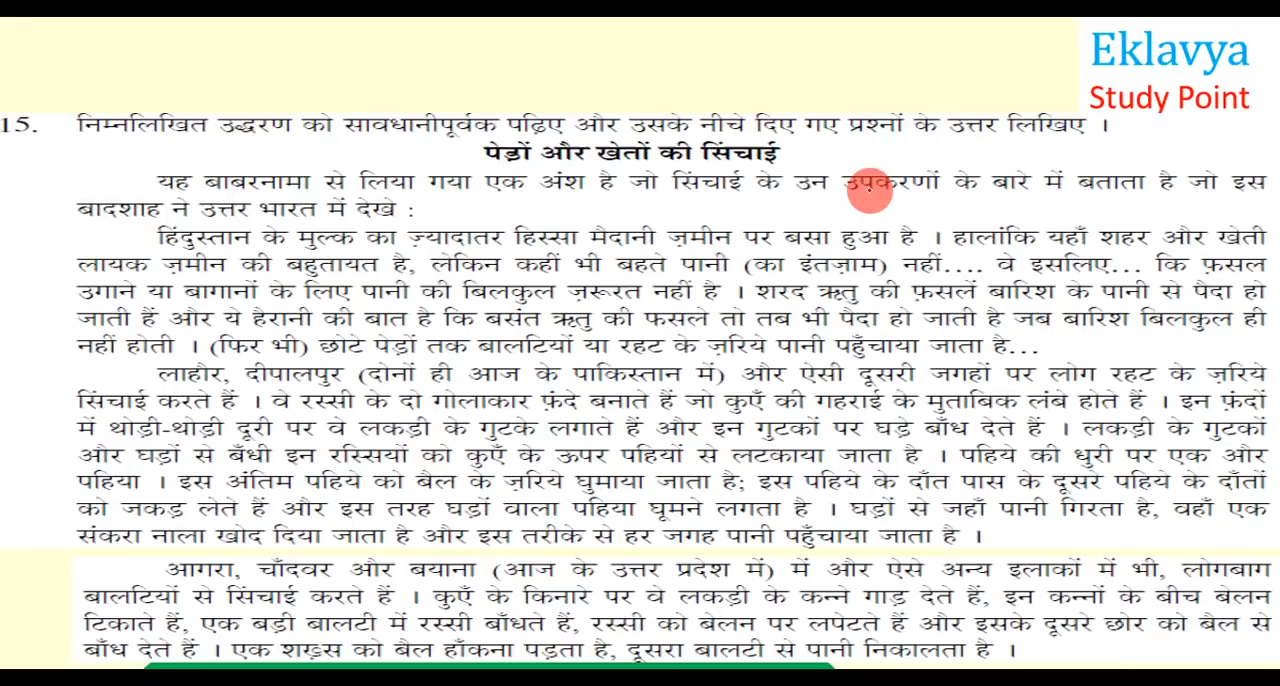 Eklavya
Study Point
15. निम्नलिखित उद्धरण को सावधानीपूर्वक पढ़िए और उसके नीचे दिए गए प्रश्नों के उत्तर लिखिए ।
पेड़ों और खेतों की सिंचाई
यह बाबरनामा से लिया गया एक अंश है जो सिंचाई के उन उपकरणों के बारे में बताता है जो इस
बादशाह ने उत्तर भारत में देखे :
हिंदुस्तान के मुल्क का ज़्यादातर हिस्सा मैदानी ज़मीन पर बसा हुआ है । हालांकि यहाँ शहर और खेती
लायक ज़मीन की बहुतायत है, लेकिन कहीं भी बहते पानी (का इंतज़ाम) नहीं.... वे इसलिए... कि फ़सल
उगाने या बागानों के लिए पानी की बिलकुल ज़रूरत नहीं है । शरद ऋतु की फ़सलें बारिश के पानी से पैदा हो
जाती हैं और ये हैरानी की बात है कि बसंत ऋतु की फसले तो तब भी पैदा हो जाती है जब बारिश बिलकुल ही
नहीं होती । (फिर भी) छोटे पेड़ों तक बालटियों या रहट के ज़रिये पानी पहुँचाया जाता है...
लाहौर, दीपालपुर (दोनों ही आज के पाकिस्तान में) और ऐसी दूसरी जगहों पर लोग रहट के ज़रिये
सिंचाई करते हैं । वे रस्सी के दो गोलाकार फ़ंदे बनाते हैं जो कुएँ की गहराई के मुताबिक लंबे होते हैं । इन फ़ंदों
में थोड़ी-थोड़ी दूरी पर वे लकड़ी के गुटके लगाते हैं और इन गुटकों पर घड़े बाँध देते हैं । लकड़ी के गुटकों
और घड़ों से बँधी इन रस्सियों को कुएँ के ऊपर पहियों से लटकाया जाता है । पहिये की धुरी पर एक और
पहिया । इस अंतिम पहिये को बैल के ज़रिये घुमाया जाता है; इस पहिये के दाँत पास के दूसरे पहिये के दाँतों
को जकड़ लेते हैं और इस तरह घड़ों वाला पहिया घूमने लगता है । घड़ों से जहाँ पानी गिरता है, वहाँ एक
संकरा नाला खोद दिया जाता है और इस तरीके से हर जगह पानी पहुँचाया जाता है ।
आगरा, चाँदवर और बयाना (आज के उत्तर प्रदेश में) में और ऐसे अन्य इलाकों में भी, लोगबाग
बालटियों से सिंचाई करते हैं । कुएँ के किनारे पर वे लकड़ी के कन्ने गाड़ देते हैं, इन कन्नों के बीच बेलन
टिकाते हैं, एक बड़ी बालटी में रस्सी बाँधते हैं, रस्सी को बेलन पर लपेटते हैं और इसके दूसरे छोर को बैल से
बाँध देते हैं । एक शख़्स को बैल हाँकना पड़ता है, दूसरा बालटी से पानी निकालता है ।